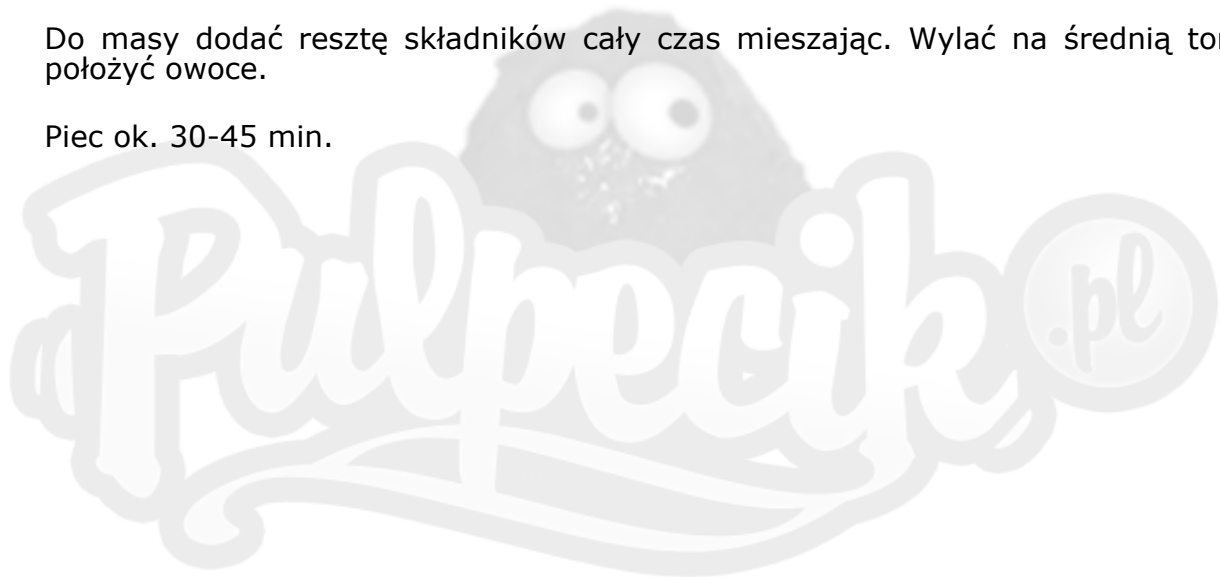 Do masy dodać resztę składników cały czas mieszając. Wylać na średnią
położyć owoce.
Piec ok. 30-45 min.
Pulpecik.pl